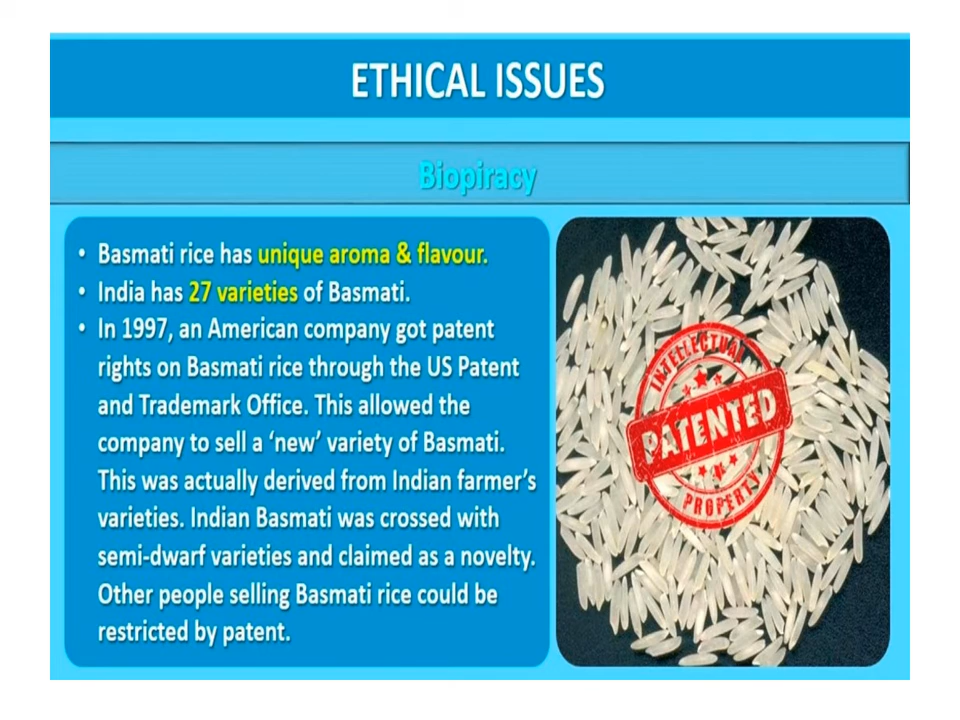 ETHICAL ISSUES
Biopiracy
• Basmati rice has unique aroma & flavour.
• India has 27 varieties of Basmati.
• In 1997, an American company got patent
rights on Basmati rice through the US Patent
and Trademark Office. This allowed the
company to sell a ‘new’ variety of Basmati.
This was actually derived from Indian farmer’s
varieties. Indian Basmati was crossed with
semi-dwarf varieties and claimed as a novelty.
Other people selling Basmati rice could be
restricted by patent.
INTELLECTUAL
PATENTED
PROPERTY